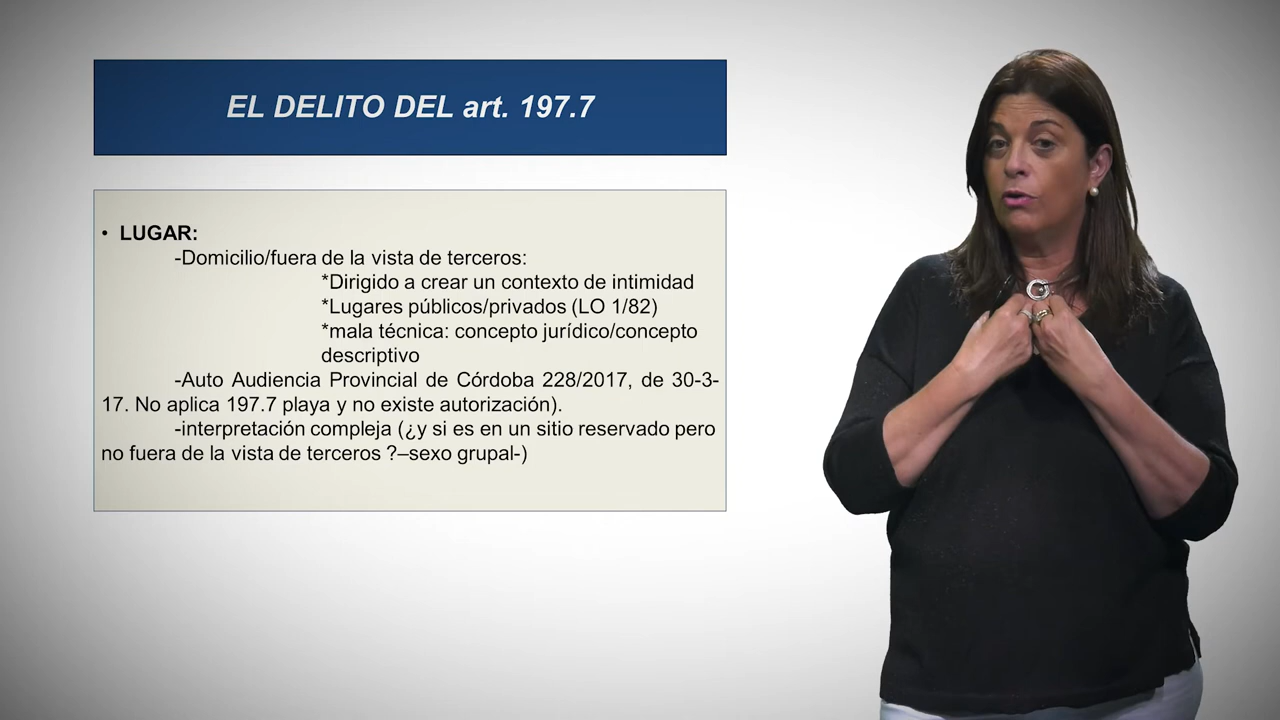 EL DELITO DEL art. 197.7
• LUGAR:
-Domicilio/fuera de la vista de terceros:
*Dirigido a crear un contexto de intimidad
*Lugares públicos/privados (LO 1/82)
*mala técnica: concepto jurídico/concepto
descriptivo
-Auto Audiencia Provincial de Córdoba 228/2017, de 30-3-
17. No aplica 197.7 playa y no existe autorización).
-interpretación compleja (¿y si es en un sitio reservado pero
no fuera de la vista de terceros ?–sexo grupal-)